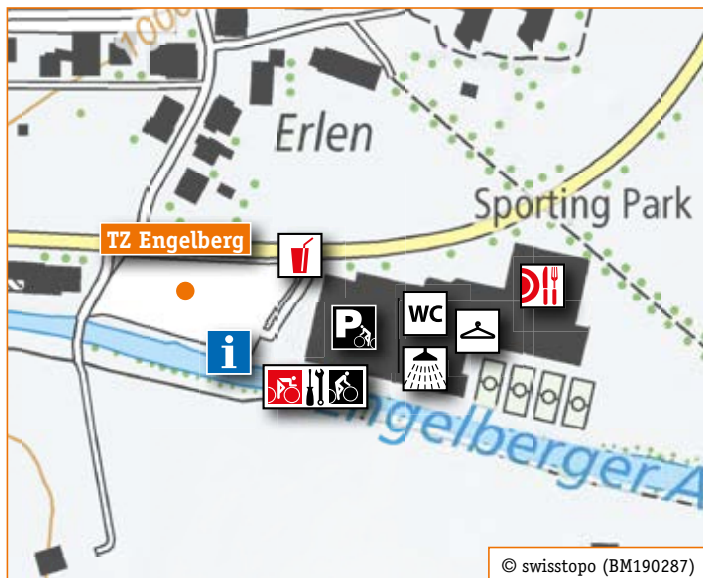 1000
Erlen
Sporting Park
TZ Engelberg
P
WC
i
Engelberger A
© swisstopo (BM190287)